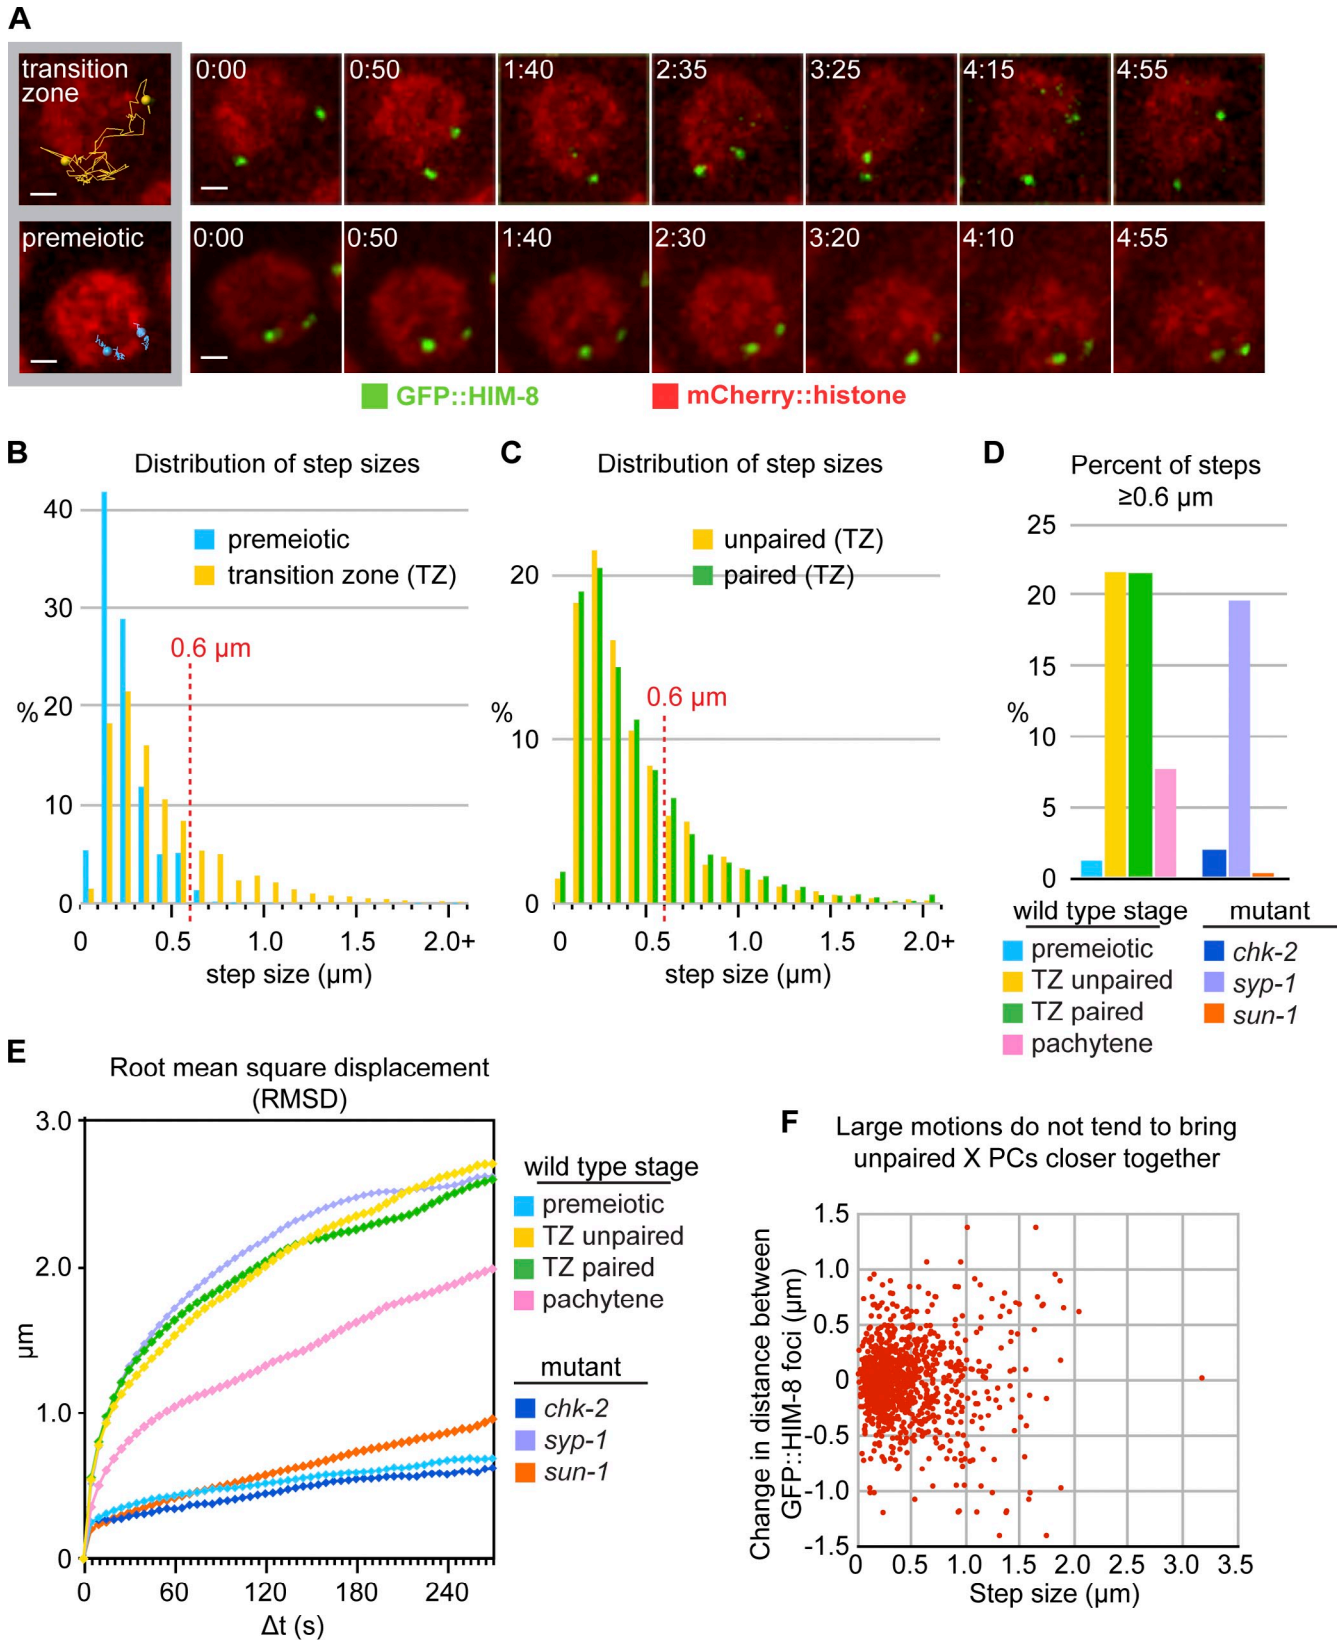 A
transition
zone
0:00
0:50
1:40
2:35
3:25
4:15
4:55
premeiotic
0:00
0:50
1:40
2:30
3:20
4:10
4:55
GFP::HIM-8
mCherry::histone
B
Distribution of step sizes
40
30
20
10
0
%
premeiotic
transition zone (TZ)
0.6 µm
0
0.5
1.0
1.5
2.0+
step size (µm)
C
Distribution of step sizes
20
10
0
%
unpaired (TZ)
paired (TZ)
0.6 µm
0
0.5
1.0
1.5
2.0+
step size (µm)
D
Percent of steps
≥0.6 µm
25
20
15
10
5
0
%
wild type stage
premeiotic
TZ unpaired
TZ paired
pachytene
mutant
chk-2
syp-1
sun-1
E
Root mean square displacement
(RMSD)
3.0
2.0
1.0
0
µm
0
60
120
180
240
Δt (s)
wild type stage
premeiotic
TZ unpaired
TZ paired
pachytene
mutant
chk-2
syp-1
sun-1
F
Large motions do not tend to bring
unpaired X PCs closer together
Change in distance between
GFP::HIM-8 foci (µm)
1.5
1.0
0.5
0
-0.5
-1.0
-1.5
0
0.5
1.0
1.5
2.0
2.5
3.0
3.5
Step size (µm)